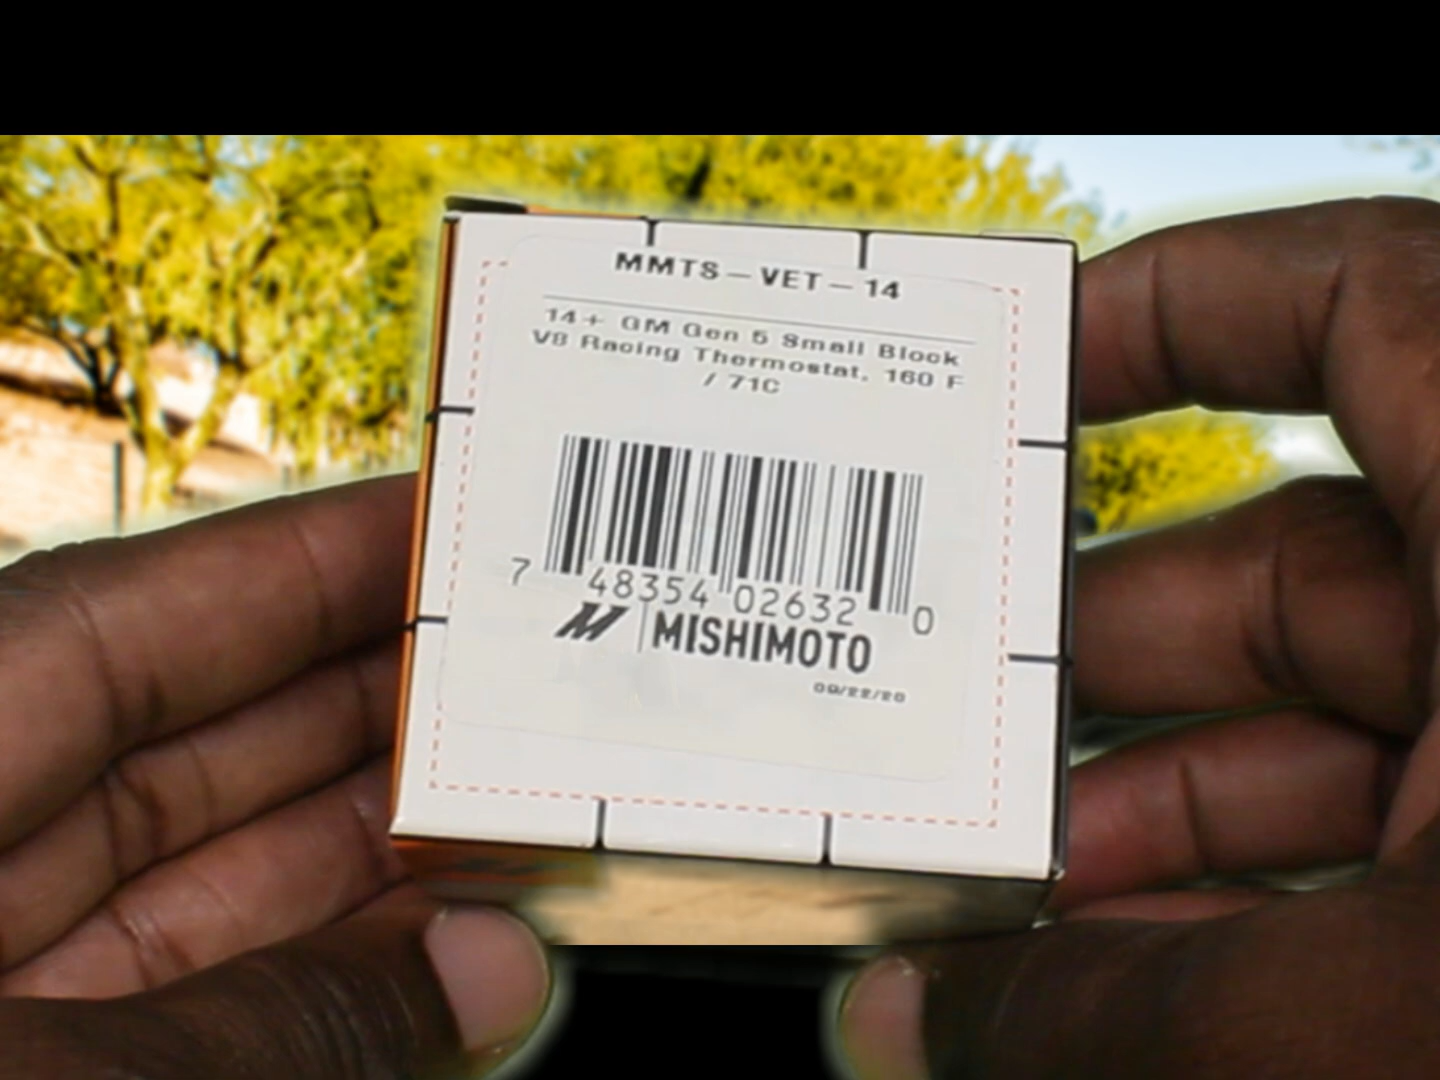 MMTS-VET-14
14+ GM Gen 5 Small Block
V8 Racing Thermostat, 160 F
/ 71C
7 48354 02632 0
MISHIMOTO
09/22/20